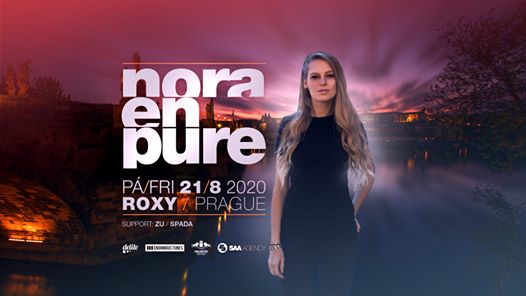 nora
en
pure
PÁ/FRI 21/8 2020
ROXY / PRAGUE
SUPPORT: ZU / SPADA
delite ENORMOUS TUNES SAA AGENCY